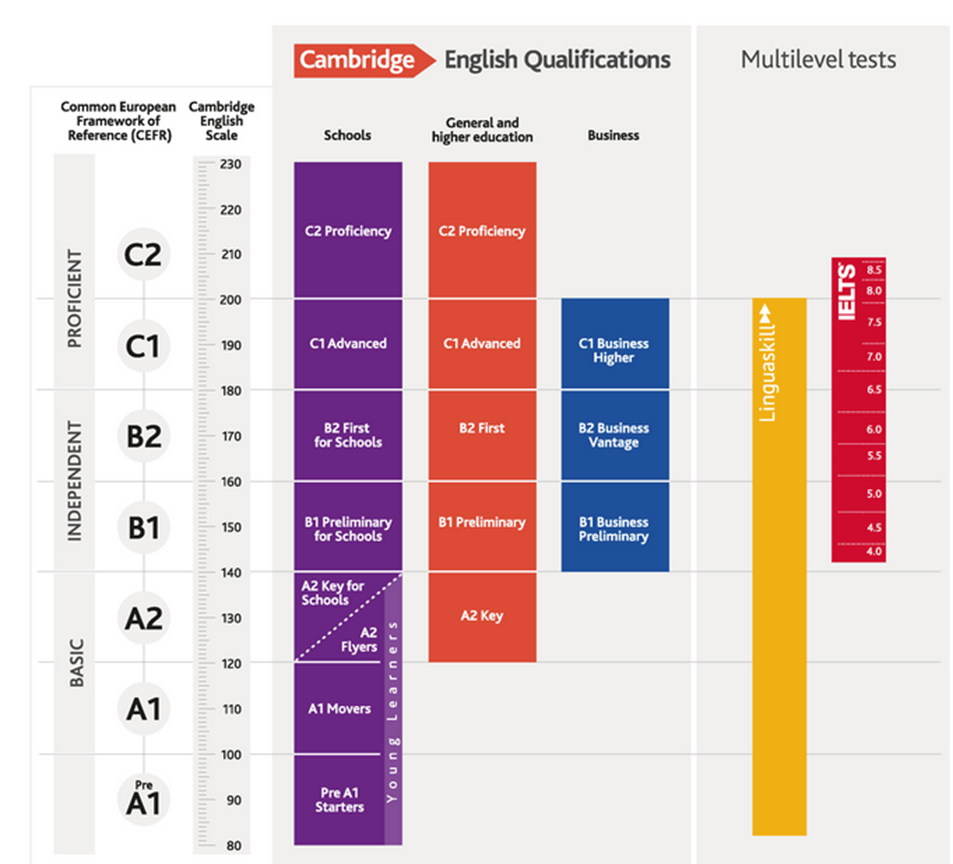 Cambridge English Qualifications
Multilevel tests
Common European
Framework of
Reference (CEFR)
Cambridge
English
Scale
Schools
General and
higher education
Business
PROFICIENT
INDEPENDENT
BASIC
C2
C1
B2
B1
A2
A1
Pre
A1
230
220
210
200
190
180
170
160
150
140
130
120
110
100
90
80
C2 Proficiency
C1 Advanced
B2 First
for Schools
B1 Preliminary
for Schools
A2 Key for
Schools
A2
Flyers
A1 Movers
Pre A1
Starters
Young Learners
C2 Proficiency
C1 Advanced
B2 First
B1 Preliminary
A2 Key
C1 Business
Higher
B2 Business
Vantage
B1 Business
Preliminary
Linguaskill
IELTS
8.5
8.0
7.5
7.0
6.5
6.0
5.5
5.0
4.5
4.0